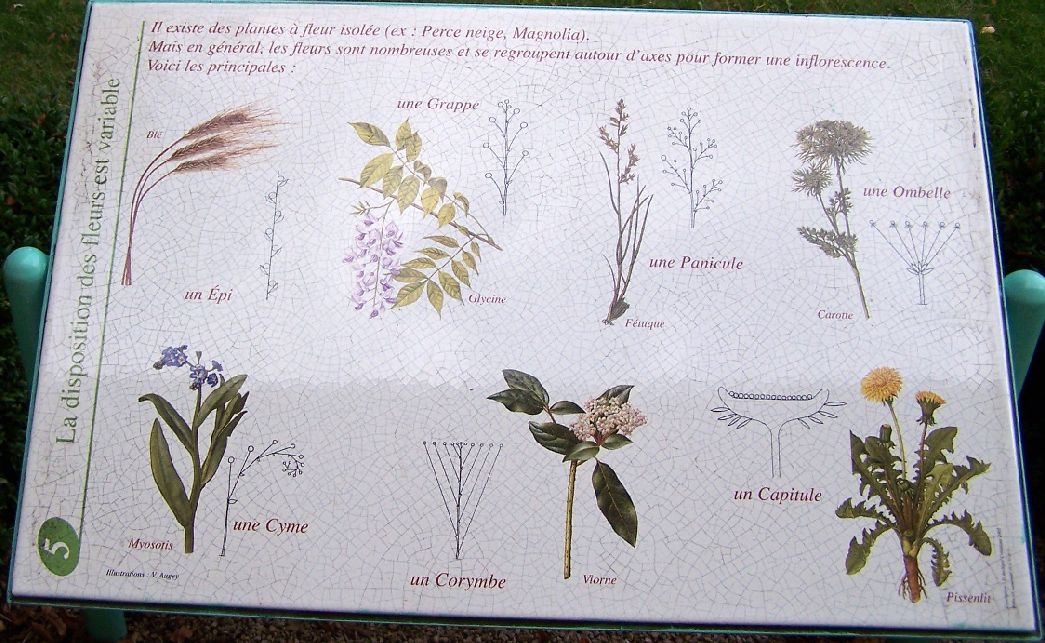 Il existe des plantes à fleur isolée (ex : Perce neige, Magnolia).
Mais en général, les fleurs sont nombreuses et se regroupent autour d'axes pour former une inflorescence.
Voici les principales :
La disposition des fleurs est variable
5
Blé
un Épi
une Grappe
Glycine
une Panicule
Fétuque
une Ombelle
Carotte
Myosotis
une Cyme
Illustrations : V. Augey
un Corymbe
Viorne
un Capitule
Pissenlit